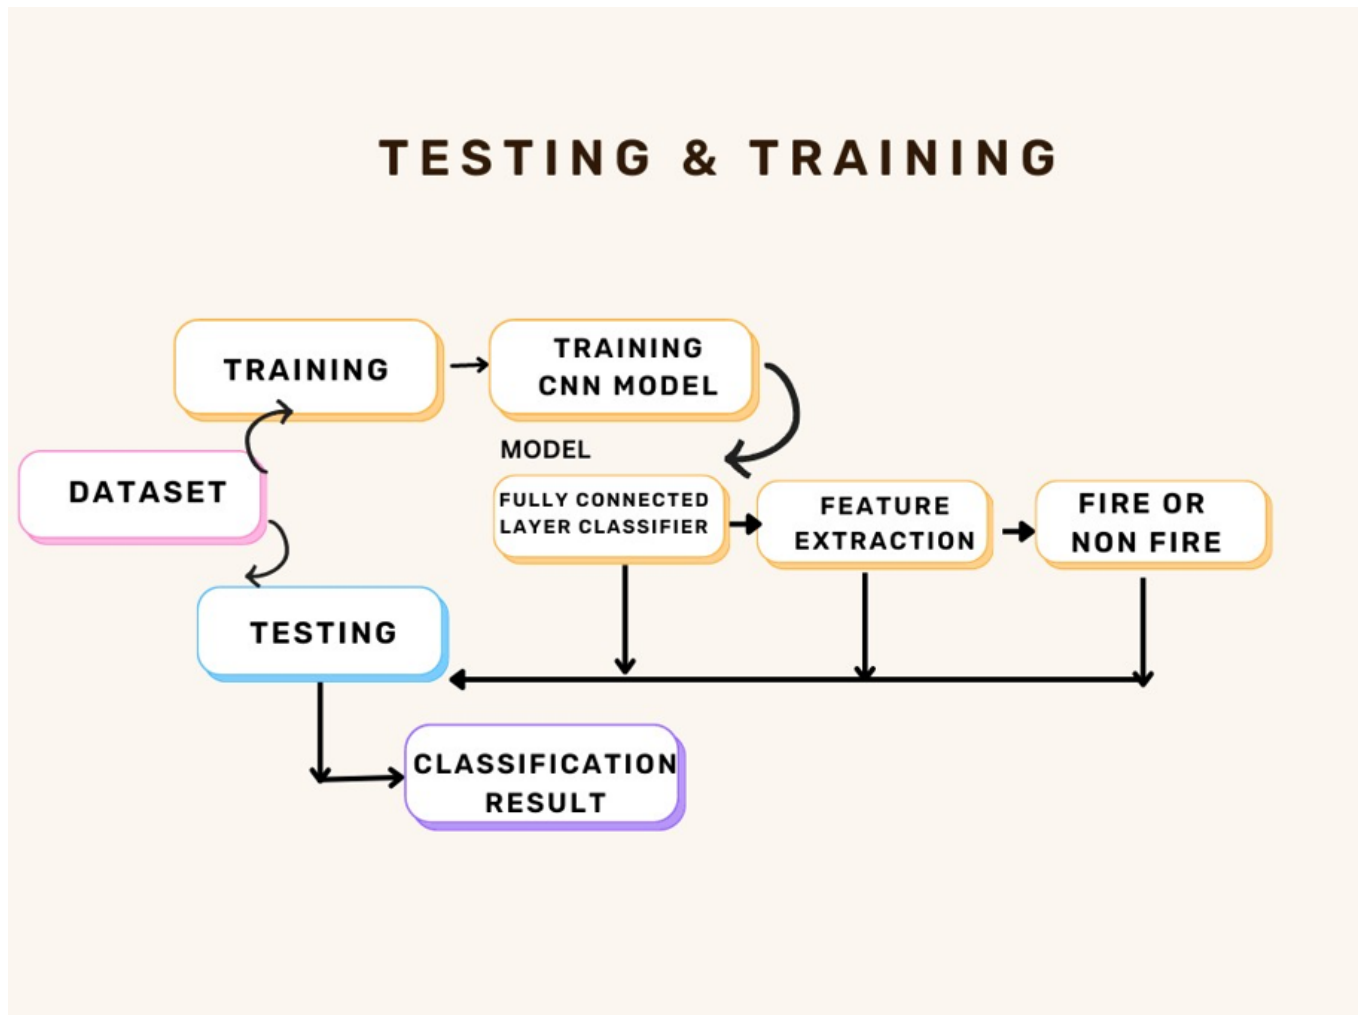 TESTING & TRAINING
TRAINING
TRAINING
CNN MODEL
MODEL
DATASET
FULLY CONNECTED
LAYER CLASSIFIER
FEATURE
EXTRACTION
FIRE OR
NON FIRE
TESTING
CLASSIFICATION
RESULT